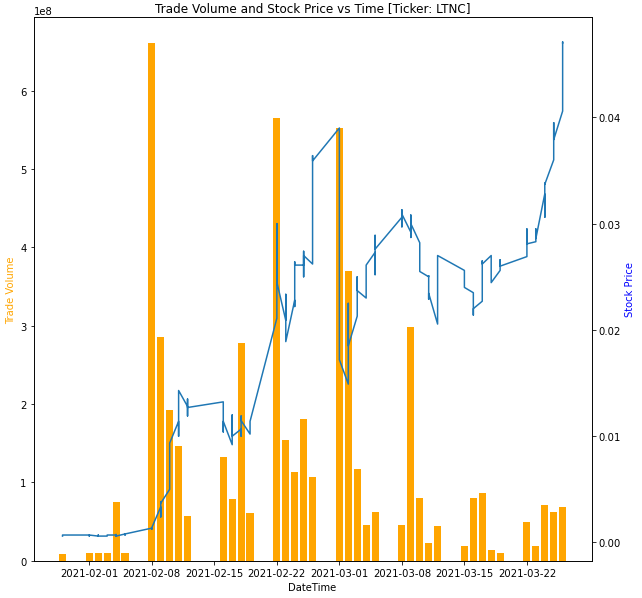 Trade Volume and Stock Price vs Time [Ticker: LTNC]
1e8
6
5
4
3
2
1
0
Trade Volume
0.04
0.03
0.02
0.01
0.00
Stock Price
2021-02-01 2021-02-08 2021-02-15 2021-02-22 2021-03-01 2021-03-08 2021-03-15 2021-03-22
DateTime